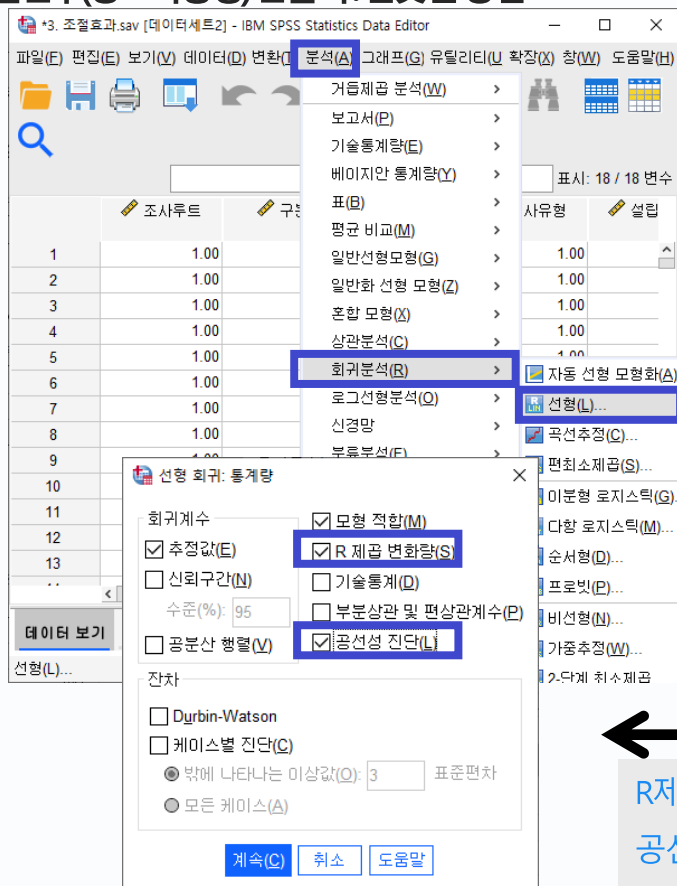 *3. 조절효과.sav [데이터세트2] - IBM SPSS Statistics Data Editor
파일(F) 편집(E) 보기(V) 데이터(D) 변환(T 분석(A) 그래프(G) 유틸리티(U 확장(X) 창(W) 도움말(H)
거듭제곱 분석(W)
보고서(P)
기술통계량(E)
베이지안 통계량(Y)
표(B)
평균 비교(M)
일반선형모형(G)
일반화 선형 모형(Z)
혼합 모형(X)
상관분석(C)
회귀분석(R)
로그선형분석(O)
신경망
분류분석(F)
표시: 18 / 18 변수
조사루트 구분 사유형 설립
1 1.00 1.00
2 1.00 1.00
3 1.00 1.00
4 1.00 1.00
5 1.00 1.00
6 1.00
7 1.00
8 1.00
9 1.00
10
11
12
13
데이터 보기
선형(L)...
자동 선형 모형화(A)
선형(L)...
곡선추정(C)...
편최소제곱(S)...
이분형 로지스틱(G).
다항 로지스틱(M)...
순서형(D)...
프로빗(P)...
비선형(N)...
가중추정(W)...
2-단계 최소제곱
선형 회귀: 통계량
회귀계수
추정값(E)
신뢰구간(N)
수준(%): 95
공분산 행렬(V)
모형 적합(M)
R 제곱 변화량(S)
기술통계(D)
부분상관 및 편상관계수(P)
공선성 진단(L)
잔차
Durbin-Watson
케이스별 진단(C)
밖에 나타나는 이상값(O): 3 표준편차
모든 케이스(A)
계속(C) 취소 도움말
R제
공선